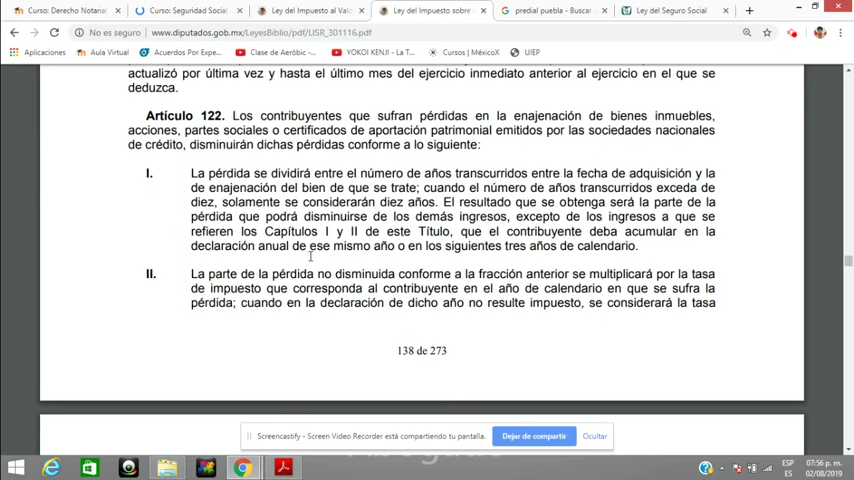 Curso: Derecho Notarial
Curso: Seguridad Social
Ley del Impuesto al Valo
Ley del Impuesto sobre
predial puebla - Buscar
Ley del Seguro Social
No es seguro
www.diputados.gob.mx/LeyesBiblio/pdf/LISR_301116.pdf
Aplicaciones
Aula Virtual
Acuerdos Por Expe...
Clase de Aeróbic...
YOKOI KENJI - La T...
Cursos | MéxicoX
UIEP
actualizó por última vez y hasta el último mes del ejercicio inmediato anterior al ejercicio en el que se
deduzca.
Artículo 122. Los contribuyentes que sufran pérdidas en la enajenación de bienes inmuebles,
acciones, partes sociales o certificados de aportación patrimonial emitidos por las sociedades nacionales
de crédito, disminuirán dichas pérdidas conforme a lo siguiente:
I. La pérdida se dividirá entre el número de años transcurridos entre la fecha de adquisición y la
de enajenación del bien de que se trate; cuando el número de años transcurridos exceda de
diez, solamente se considerarán diez años. El resultado que se obtenga será la parte de la
pérdida que podrá disminuirse de los demás ingresos, excepto de los ingresos a que se
refieren los Capítulos I y II de este Título, que el contribuyente deba acumular en la
declaración anual de ese mismo año o en los siguientes tres años de calendario.
II. La parte de la pérdida no disminuida conforme a la fracción anterior se multiplicará por la tasa
de impuesto que corresponda al contribuyente en el año de calendario en que se sufra la
pérdida; cuando en la declaración de dicho año no resulte impuesto, se considerará la tasa
138 de 273
Screencastify - Screen Video Recorder está compartiendo tu pantalla.
Dejar de compartir
Ocultar
ESP
ES
07:56 p. m.
02/08/2019